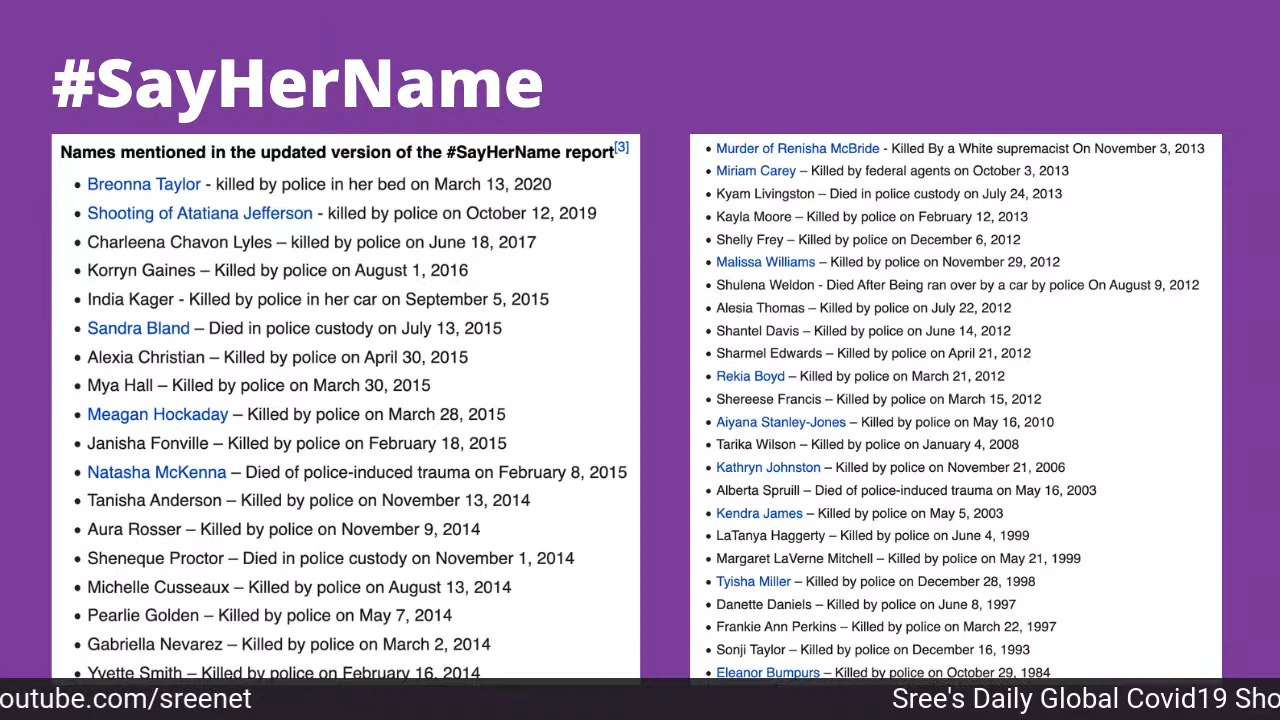 #SayHerName
Names mentioned in the updated version of the #SayHerName report[3]
• Breonna Taylor - killed by police in her bed on March 13, 2020
• Shooting of Atatiana Jefferson - killed by police on October 12, 2019
• Charleena Chavon Lyles – killed by police on June 18, 2017
• Korryn Gaines – Killed by police on August 1, 2016
• India Kager - Killed by police in her car on September 5, 2015
• Sandra Bland – Died in police custody on July 13, 2015
• Alexia Christian – Killed by police on April 30, 2015
• Mya Hall – Killed by police on March 30, 2015
• Meagan Hockaday – Killed by police on March 28, 2015
• Janisha Fonville – Killed by police on February 18, 2015
• Natasha McKenna – Died of police-induced trauma on February 8, 2015
• Tanisha Anderson – Killed by police on November 13, 2014
• Aura Rosser – Killed by police on November 9, 2014
• Sheneque Proctor – Died in police custody on November 1, 2014
• Michelle Cusseaux – Killed by police on August 13, 2014
• Pearlie Golden – Killed by police on May 7, 2014
• Gabriella Nevarez – Killed by police on March 2, 2014
• Yvette Smith – Killed by police on February 16, 2014
• Murder of Renisha McBride - Killed By a White supremacist On November 3, 2013
• Miriam Carey – Killed by federal agents on October 3, 2013
• Kyam Livingston – Died in police custody on July 24, 2013
• Kayla Moore – Killed by police on February 12, 2013
• Shelly Frey – Killed by police on December 6, 2012
• Malissa Williams – Killed by police on November 29, 2012
• Shulena Weldon - Died After Being ran over by a car by police On August 9, 2012
• Alesia Thomas – Killed by police on July 22, 2012
• Shantel Davis – Killed by police on June 14, 2012
• Sharmel Edwards – Killed by police on April 21, 2012
• Rekia Boyd – Killed by police on March 21, 2012
• Shereese Francis – Killed by police on March 15, 2012
• Aiyana Stanley-Jones – Killed by police on May 16, 2010
• Tarika Wilson – Killed by police on January 4, 2008
• Kathryn Johnston – Killed by police on November 21, 2006
• Alberta Spruill – Died of police-induced trauma on May 16, 2003
• Kendra James – Killed by police on May 5, 2003
• LaTanya Haggerty – Killed by police on June 4, 1999
• Margaret LaVerne Mitchell – Killed by police on May 21, 1999
• Tyisha Miller – Killed by police on December 28, 1998
• Danette Daniels – Killed by police on June 8, 1997
• Frankie Ann Perkins – Killed by police on March 22, 1997
• Sonji Taylor – Killed by police on December 16, 1993
• Eleanor Bumpurs – Killed by police on October 29, 1984
outube.com/sreenet
Sree's Daily Global Covid19 Sho